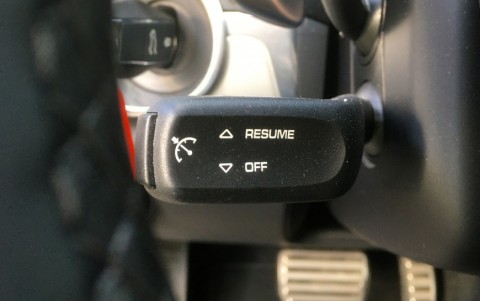 △ RESUME
▽ OFF